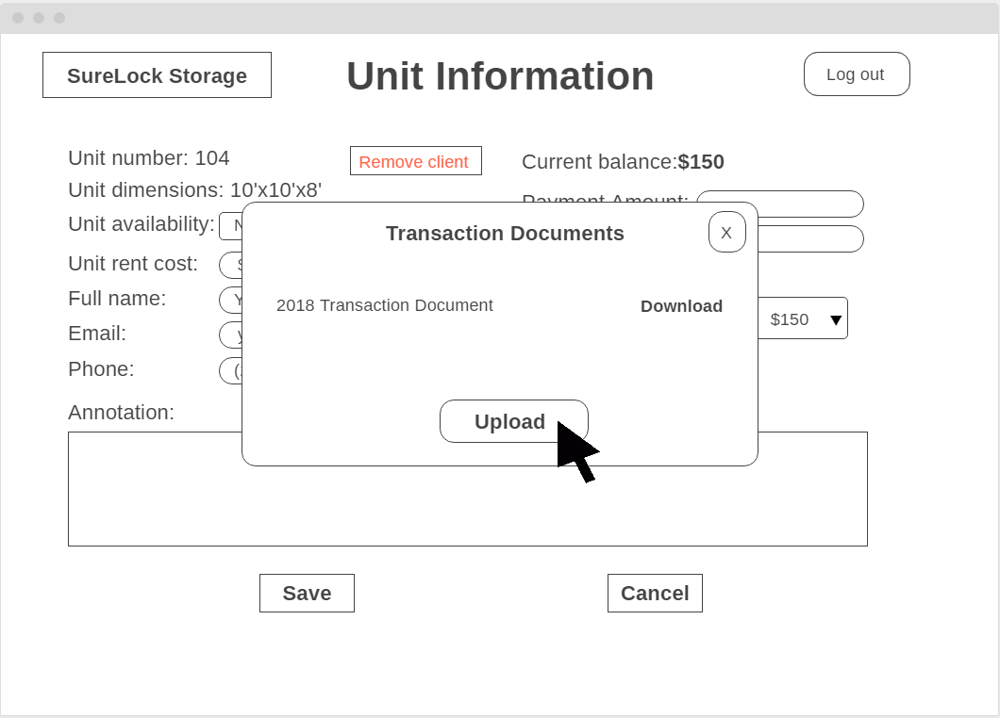 SureLock Storage
Unit Information
Log out
Unit number: 104
Remove client
Current balance:$150
Unit dimensions: 10'x10'x8'
Payment Amount:
Unit availability:
Unit rent cost:
Full name:
Email:
Phone:
Annotation:
Transaction Documents
X
2018 Transaction Document
Download
Upload
$150
Save
Cancel